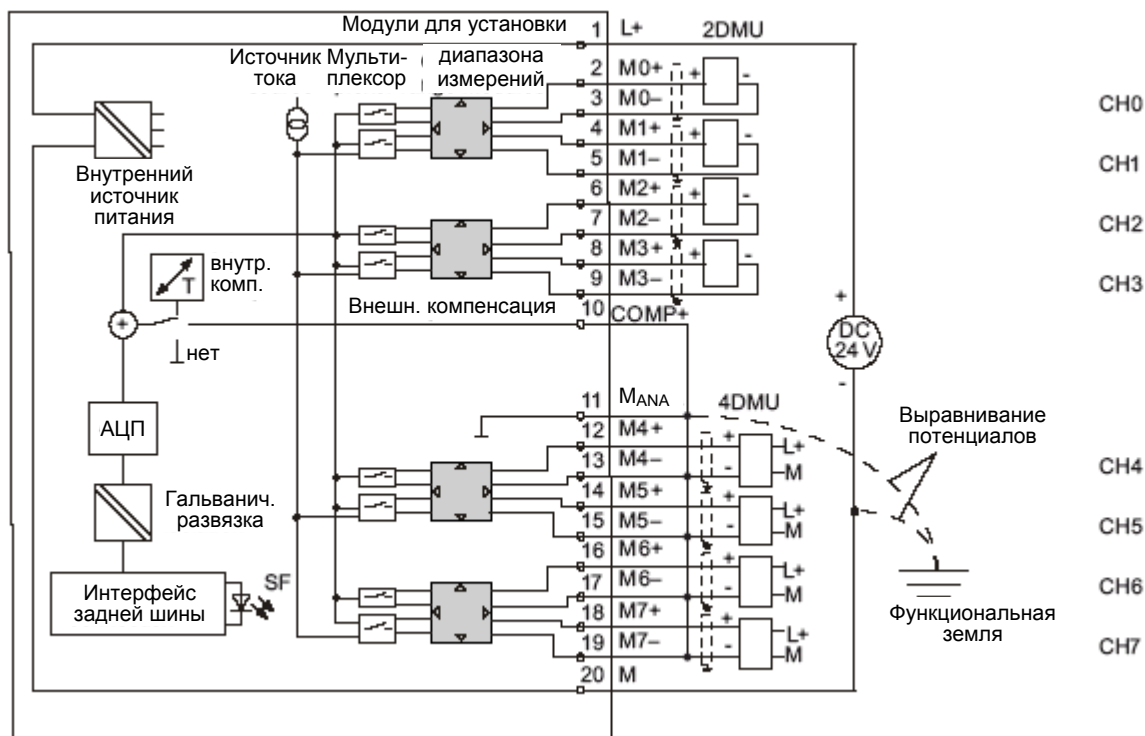 Модули для установки
диапазона
измерений
Источник
тока
Мульти-
плексор
1 L+ 2DMU
2 M0+ + -
3 M0–
CH0
4 M1+ + -
5 M1–
CH1
6 M2+ + -
7 M2–
CH2
8 M3+ + -
9 M3–
CH3
10 COMP+
Внутренний
источник
питания
T
внутр.
комп.
Внешн. компенсация
+
нет
АЦП
Гальванич.
развязка
Интерфейс
задней шины
SF
+
DC
24 V
-
11 MANA 4DMU
12 M4+ + L+
13 M4– - M
CH4
14 M5+ + L+
15 M5– - M
CH5
16 M6+ + L+
17 M6– - M
CH6
18 M7+ + L+
19 M7– - M
CH7
20 M
Выравнивание
потенциалов
Функциональная
земля